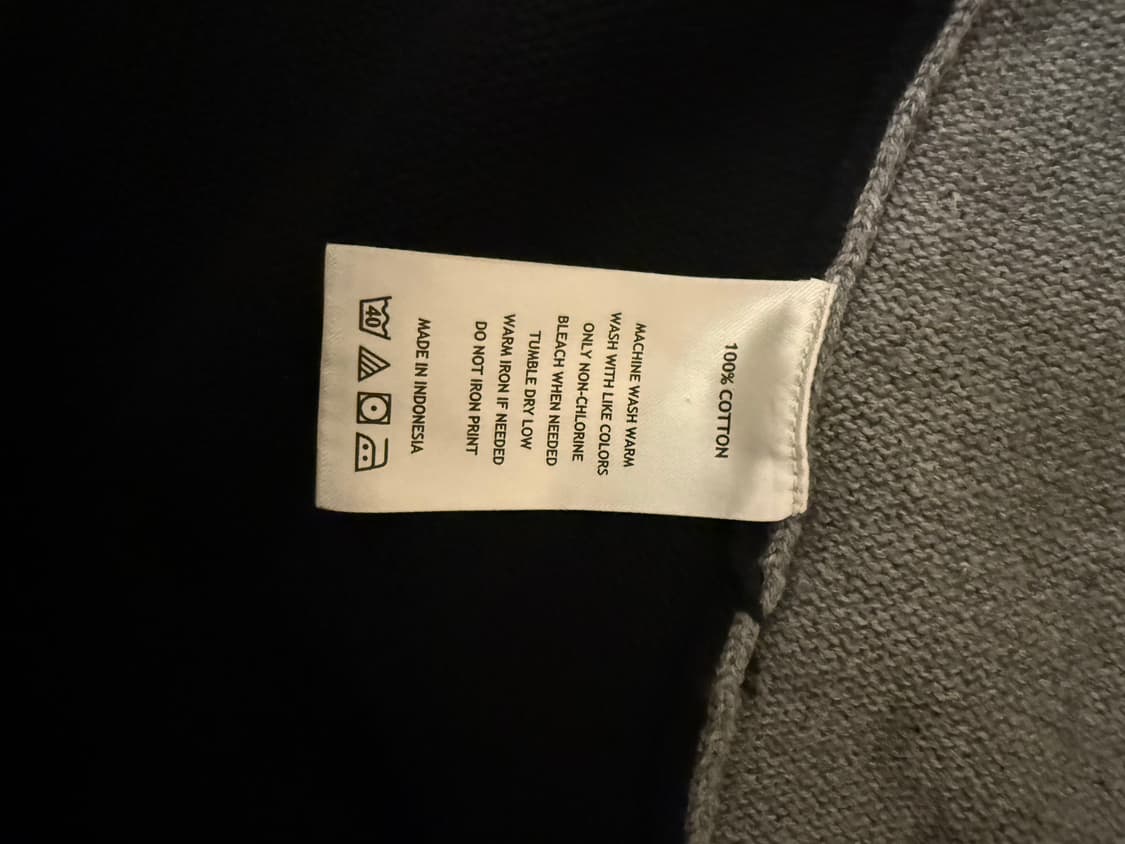 100% COTTON
MACHINE WASH WARM
WASH WITH LIKE COLORS
ONLY NON-CHLORINE
BLEACH WHEN NEEDED
TUMBLE DRY LOW
WARM IRON IF NEEDED
DO NOT IRON PRINT
MADE IN INDONESIA
40